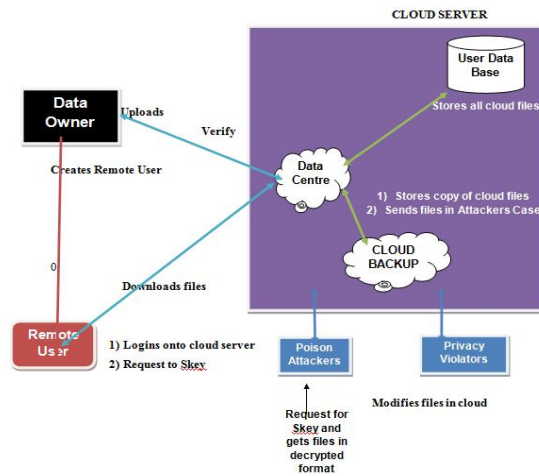 CLOUD SERVER
User Data
Base
Stores all cloud files
Data
Owner
Uploads
Verify
Creates Remote User
Data
Centre
1) Stores copy of cloud files
2) Sends files in Attackers Case
CLOUD
BACKUP
0
Downloads files
Remote
User
1) Logins onto cloud server
2) Request to Skey
Poison
Attackers
Privacy
Violators
Modifies files in cloud
Request for
Skey and
gets files in
decrypted
format